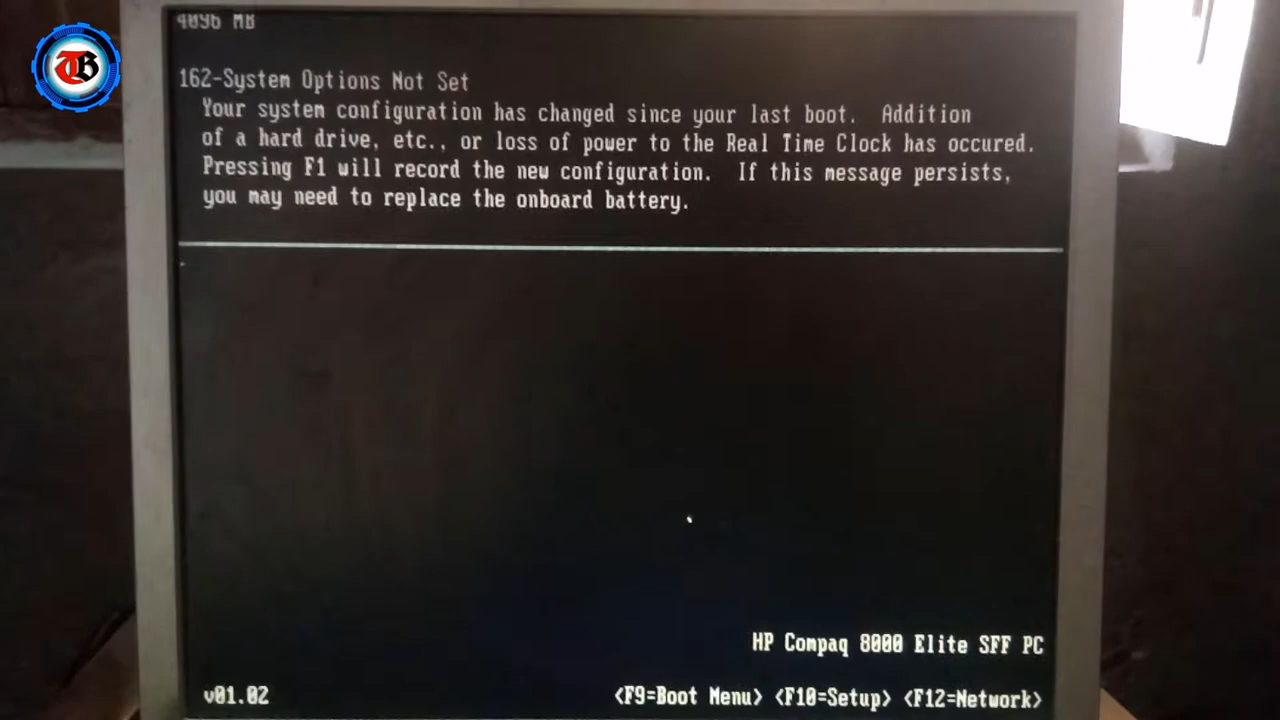 4096 MB
TB
162-System Options Not Set
Your system configuration has changed since your last boot. Addition
of a hard drive, etc., or loss of power to the Real Time Clock has occured.
Pressing F1 will record the new configuration. If this message persists,
you may need to replace the onboard battery.
HP Compaq 8000 Elite SFF PC
v01.02 <F9=Boot Menu> <F10=Setup> <F12=Network>